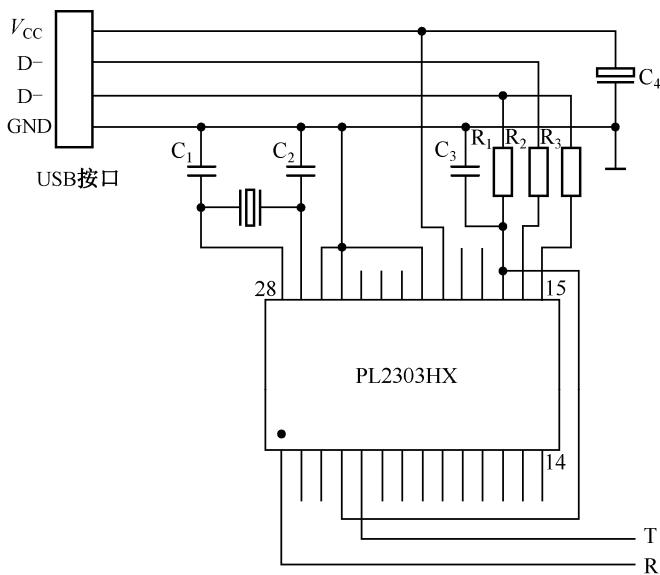 VCC
D−
D−
GND
USB接口
C1
C2
C3
R1
R2
R3
C4
28
15
PL2303HX
14
T
R